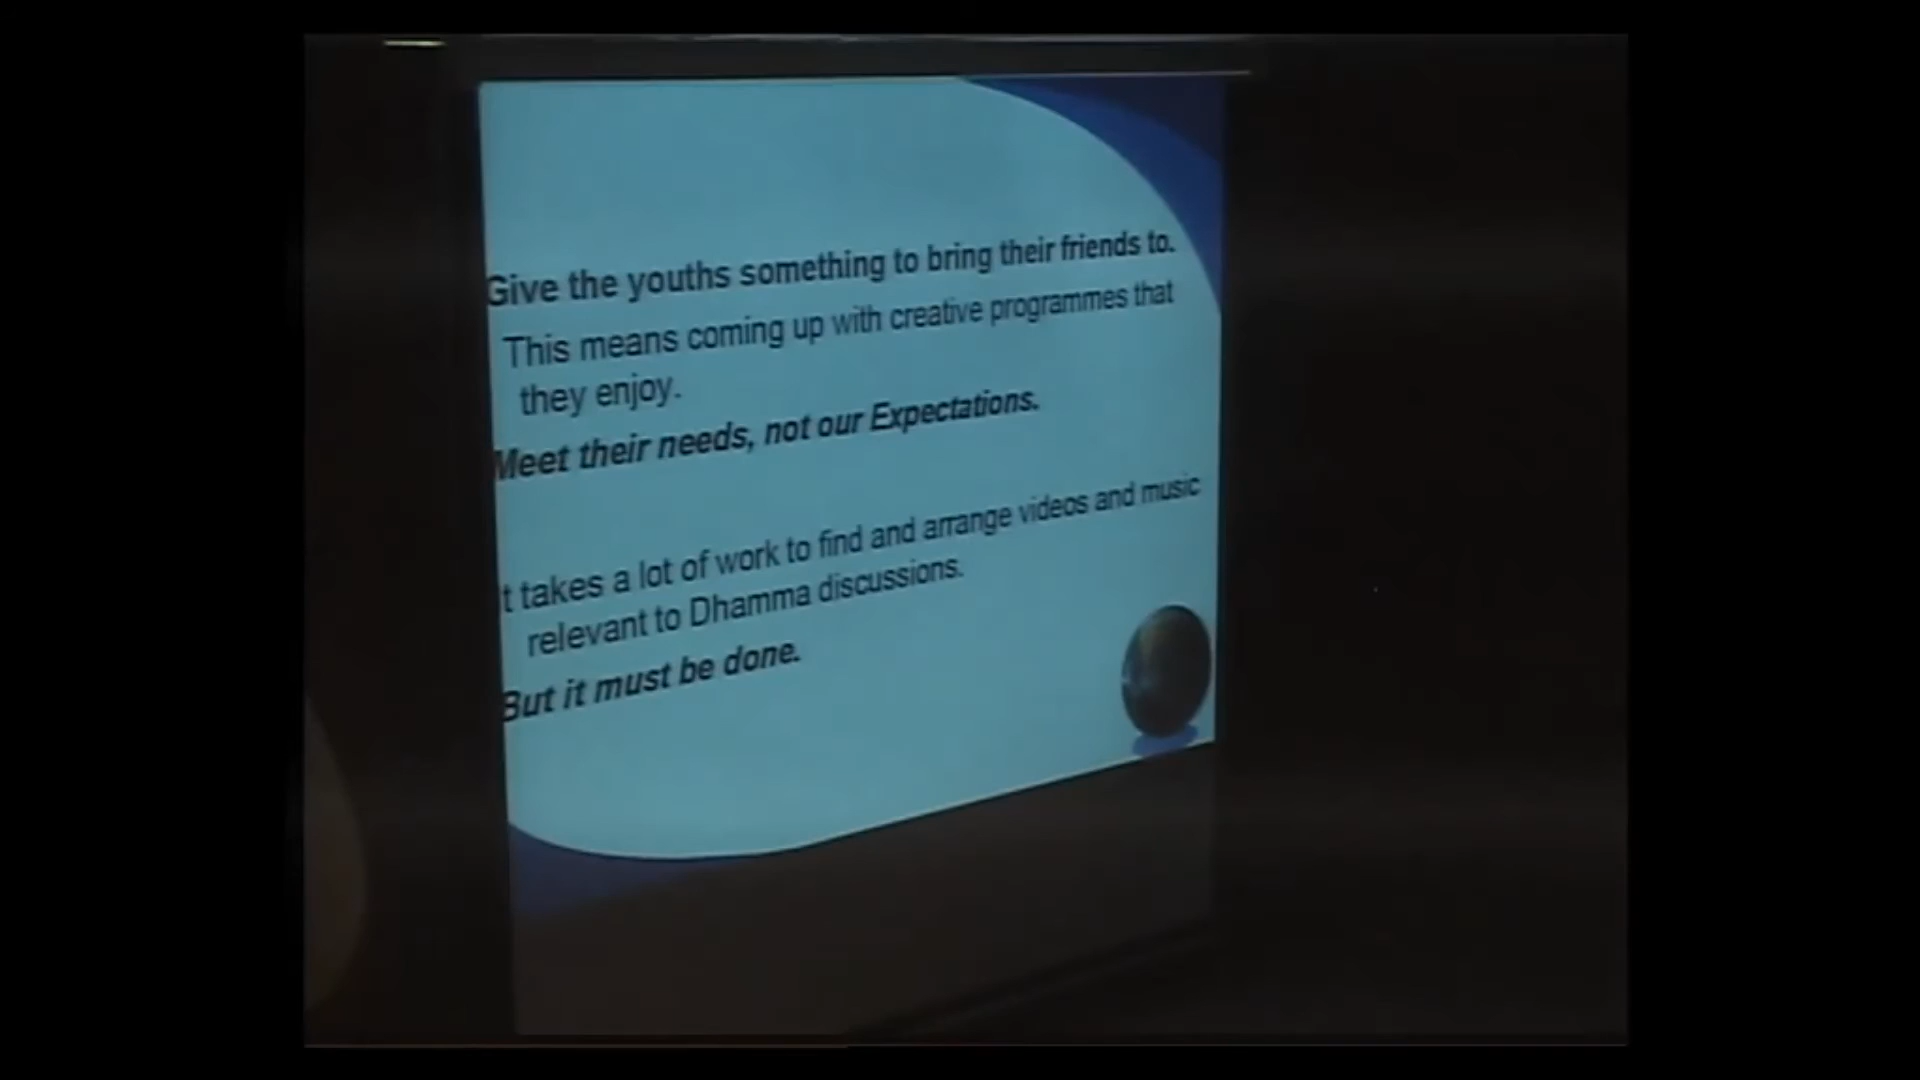 Give the youths something to bring their friends to.
This means coming up with creative programmes that
they enjoy.
Meet their needs, not our Expectations.
t takes a lot of work to find and arrange videos and music
relevant to Dhamma discussions.
But it must be done.